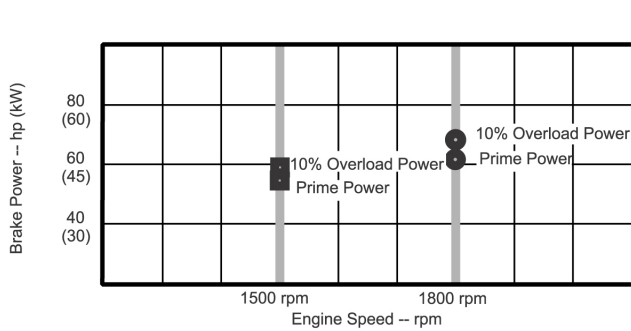 Brake Power -- hp (kW)
80
(60)
60
(45)
40
(30)
10% Overload Power
Prime Power
10% Overload Power
Prime Power
1500 rpm
1800 rpm
Engine Speed -- rpm